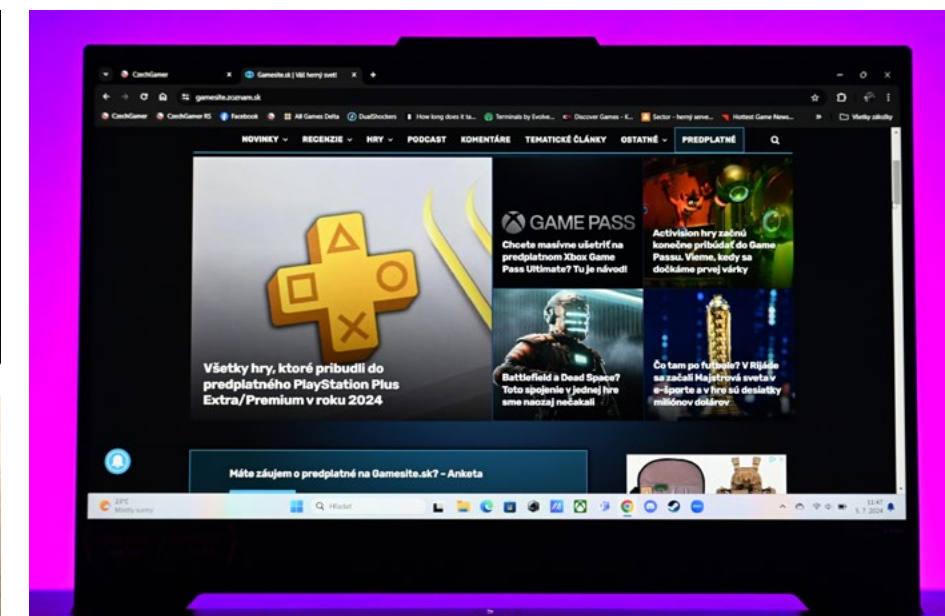 CzechGamer
Gamesite.sk | Váš herný svet!
gamesite.zoznam.sk
CzechGamer
CzechGamer RS
Facebook
All Games Delta
DualShockers
How long does it ta...
Terminals by Evolve...
Discover Games - K...
Sector - herný serve...
Hottest Game News...
Všetky záložky
NOVINKY
RECENZIE
HRY
PODCAST
KOMENTÁRE
TEMATICKÉ ČLÁNKY
OSTATNÉ
PREDPLATNÉ
Všetky hry, ktoré pribudli do
predplatného PlayStation Plus
Extra/Premium v roku 2024
GAME PASS
Chcete masívne ušetriť na
predplatnom Xbox Game
Pass Ultimate? Tu je návod!
Activision hry začnú
konečne pribúdať do Game
Passu. Vieme, kedy sa
dočkáme prvej várky
Battlefield a Dead Space?
Toto spojenie v jednej hre
sme naozaj nečakali
Čo tam po futbale? V Rijáde
sa začali Majstrová sveta v
e-športe a v hre sú desiatky
miliónov dolárov
Máte záujem o predplatné na Gamesite.sk? – Anketa
22°C
Mostly sunny
Hľadať
11:47
5. 7. 2024